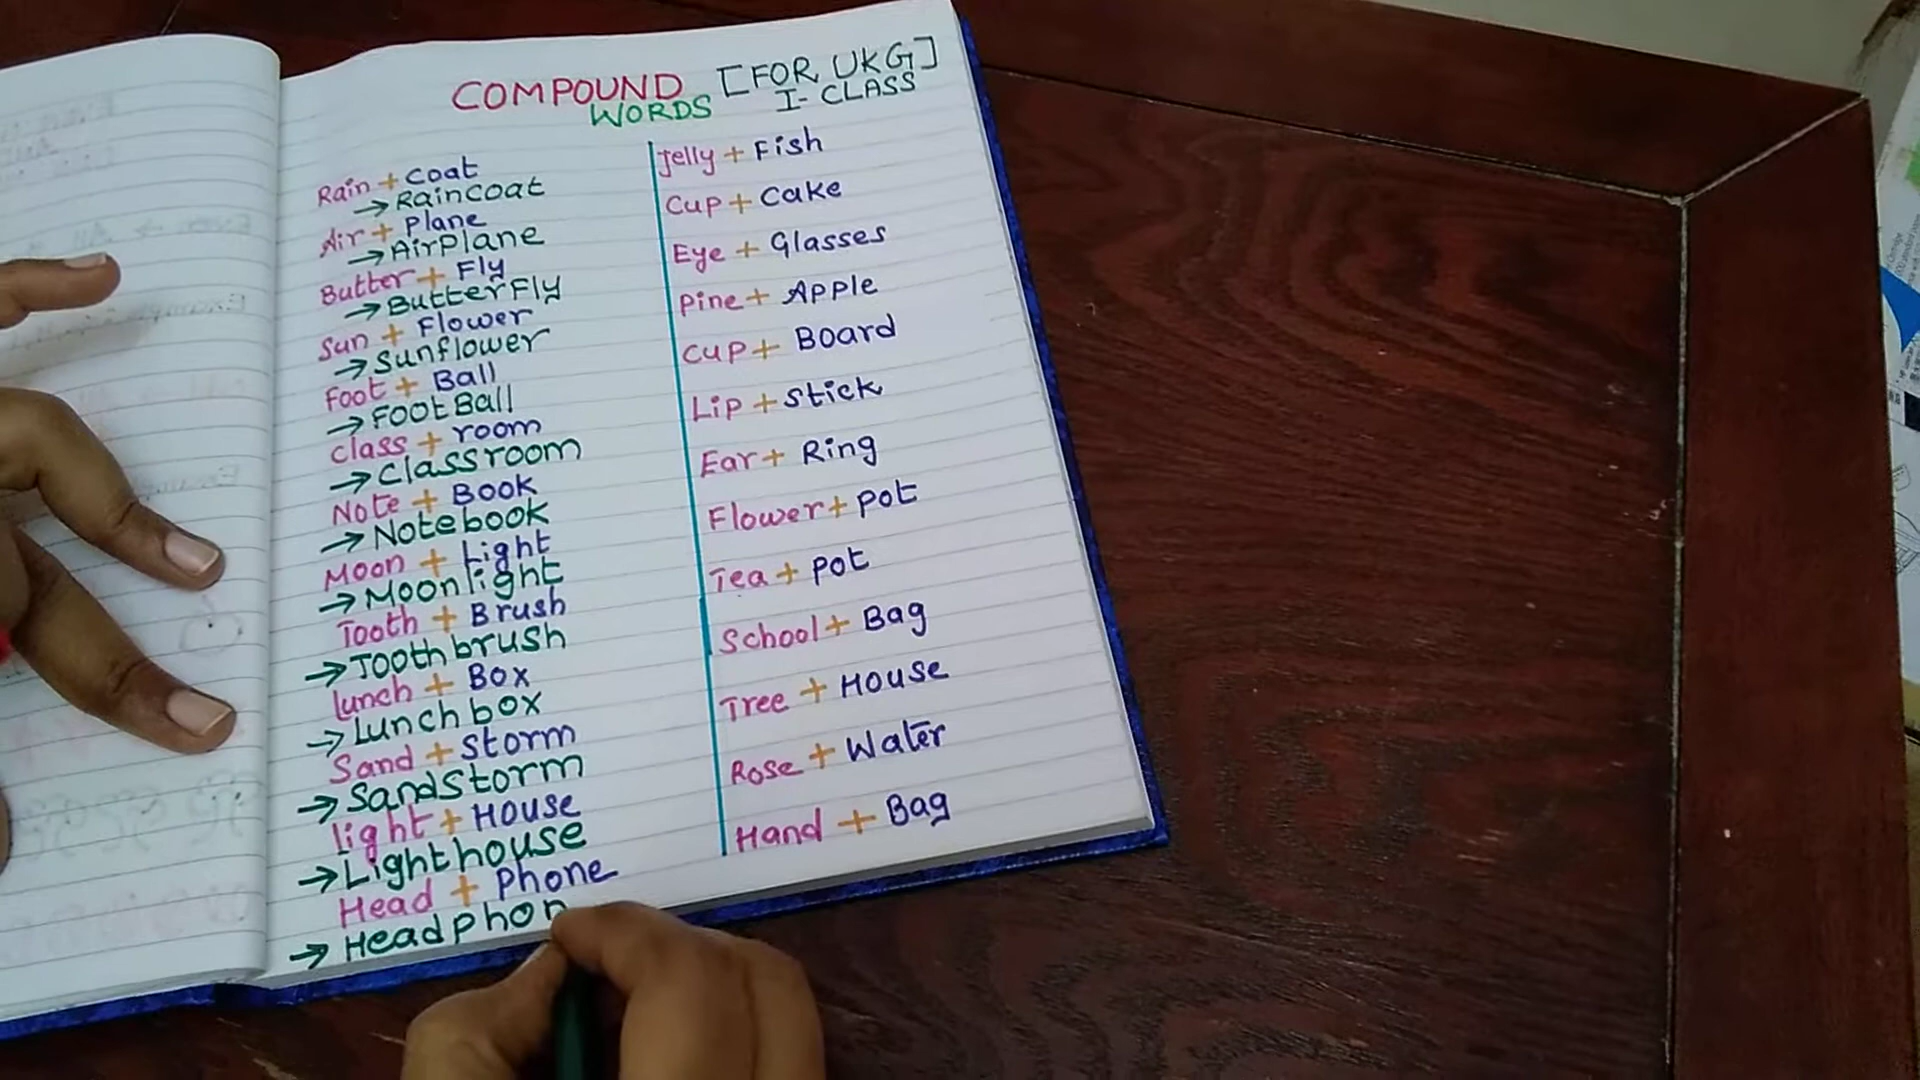 COMPOUND WORDS [FOR UKG]
I- CLASS
Rain + Coat
→ Raincoat
Air + Plane
→ AirPlane
Butter + Fly
→ ButterFly
Sun + Flower
→ Sunflower
Foot + Ball
→ FootBall
class + room
→ Classroom
Note + Book
→ Notebook
Moon + Light
→ Moonlight
Tooth + Brush
→ Toothbrush
Lunch + Box
→ Lunchbox
Sand + Storm
→ Sandstorm
light + House
→ Lighthouse
Head + Phone
→ Headphon
Jelly + Fish
Cup + Cake
Eye + Glasses
Pine + Apple
Cup + Board
Lip + Stick
Ear + Ring
Flower + Pot
Tea + Pot
School + Bag
Tree + House
Rose + Water
Hand + Bag